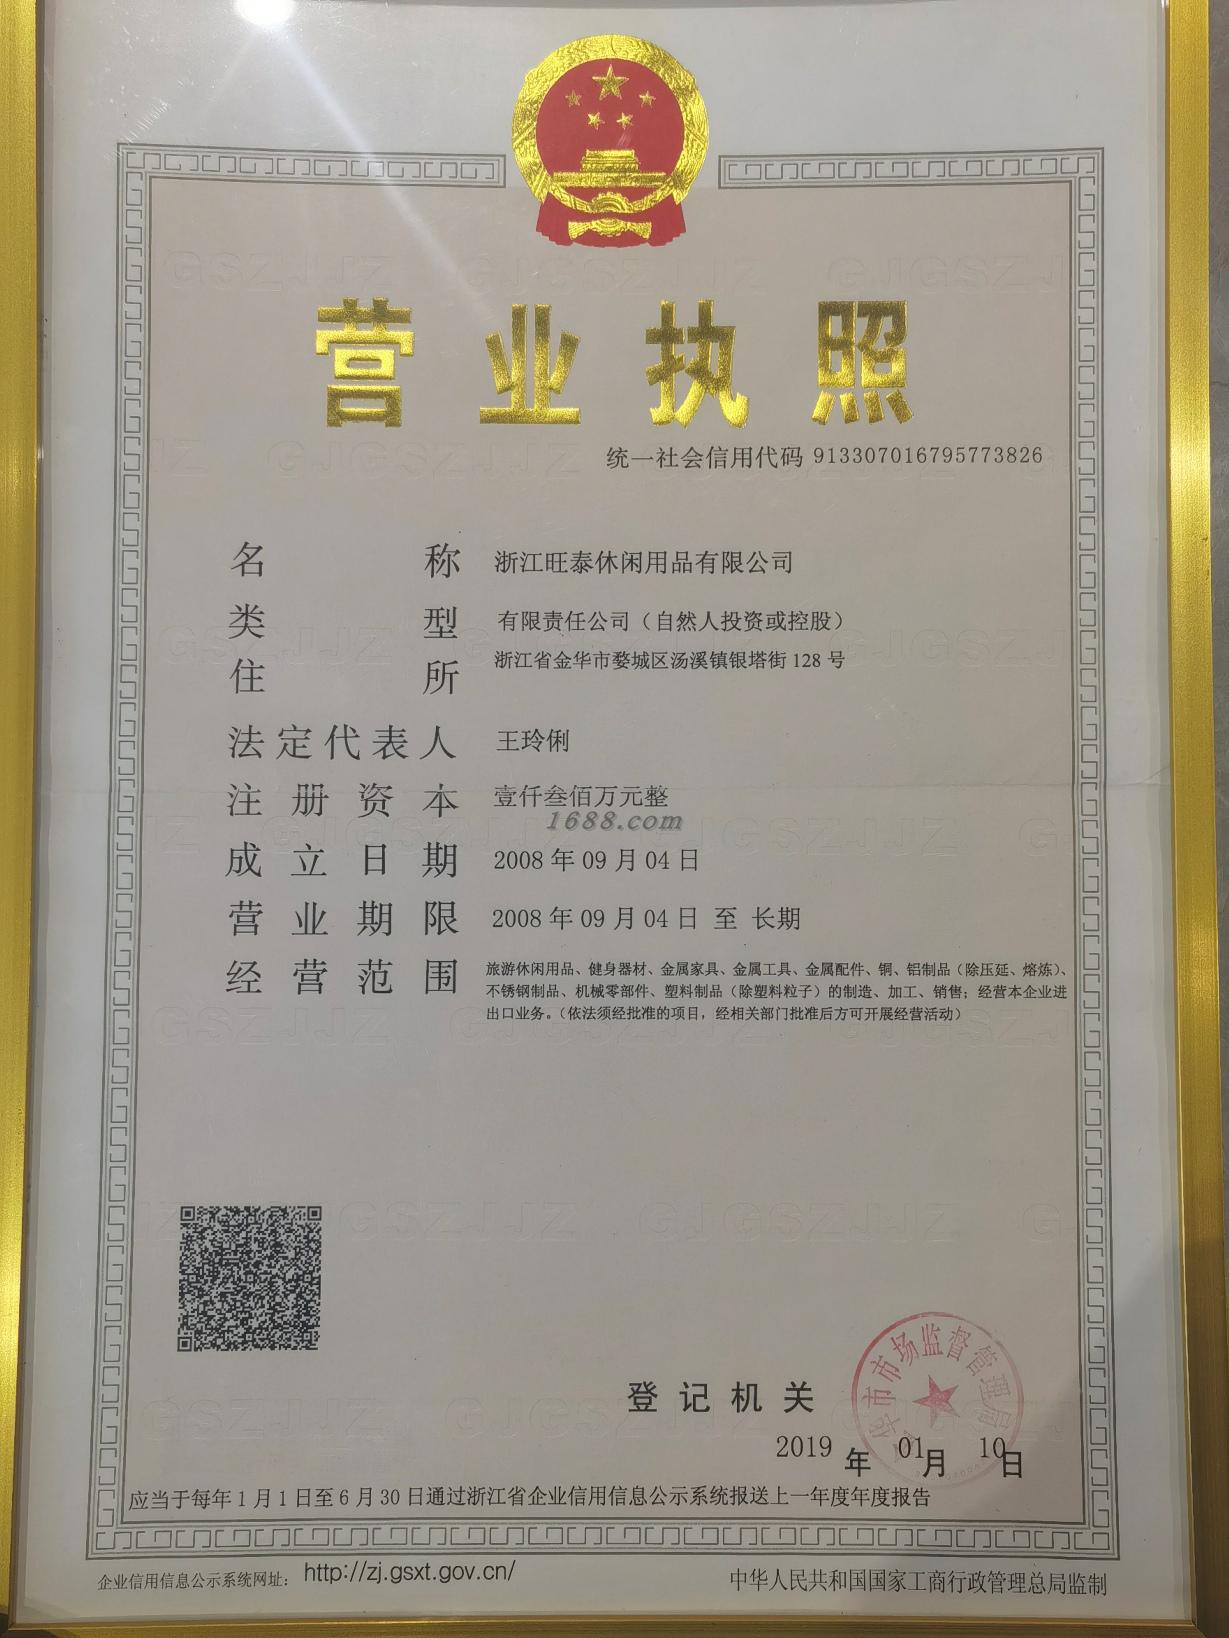 营业执照
统一社会信用代码 913307016795773826
名称 浙江旺泰休闲用品有限公司
类型 有限责任公司（自然人投资或控股）
住所 浙江省金华市婺城区汤溪镇银塔街 128 号
法定代表人 王玲俐
注册资本 壹仟叁佰万元整
1688.com
成立日期 2008 年 09 月 04 日
营业期限 2008 年 09 月 04 日 至 长期
经营范围 旅游休闲用品、健身器材、金属家具、金属工具、金属配件、铜、铝制品（除压延、熔炼）、
不锈钢制品、机械零部件、塑料制品（除塑料粒子）的制造、加工、销售；经营本企业进
出口业务。（依法须经批准的项目，经相关部门批准后方可开展经营活动）
登记机关
市市场监督管理局
2019 年 01 月 10 日
应当于每年 1 月 1 日至 6 月 30 日通过浙江省企业信用信息公示系统报送上一年度年度报告
企业信用信息公示系统网址： http://zj.gsxt.gov.cn/
中华人民共和国国家工商行政管理总局监制